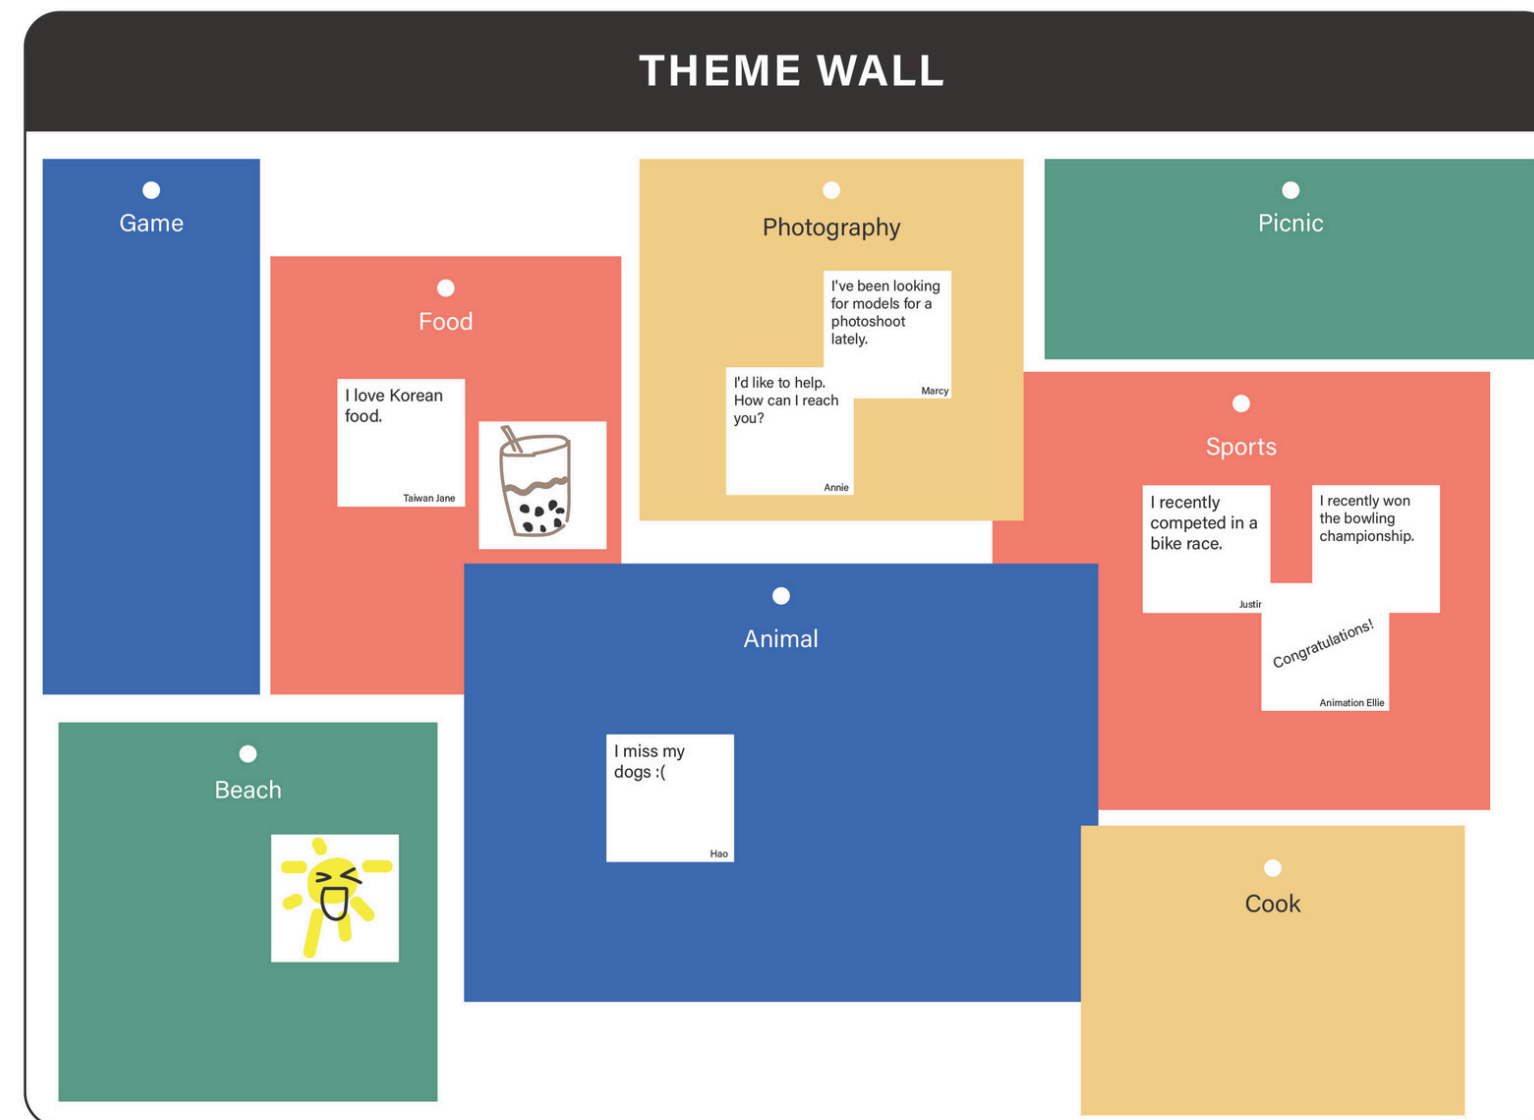 THEME WALL
Game
Food
I love Korean
food.
Taiwan Jane
Photography
I've been looking
for models for a
photoshoot
lately.
Marcy
I'd like to help.
How can I reach
you?
Annie
Picnic
Sports
I recently
competed in a
bike race.
I recently won
the bowling
championship.
Congratulations!
Animation Ellie
Animal
I miss my
dogs :(
Hao
Beach
Cook